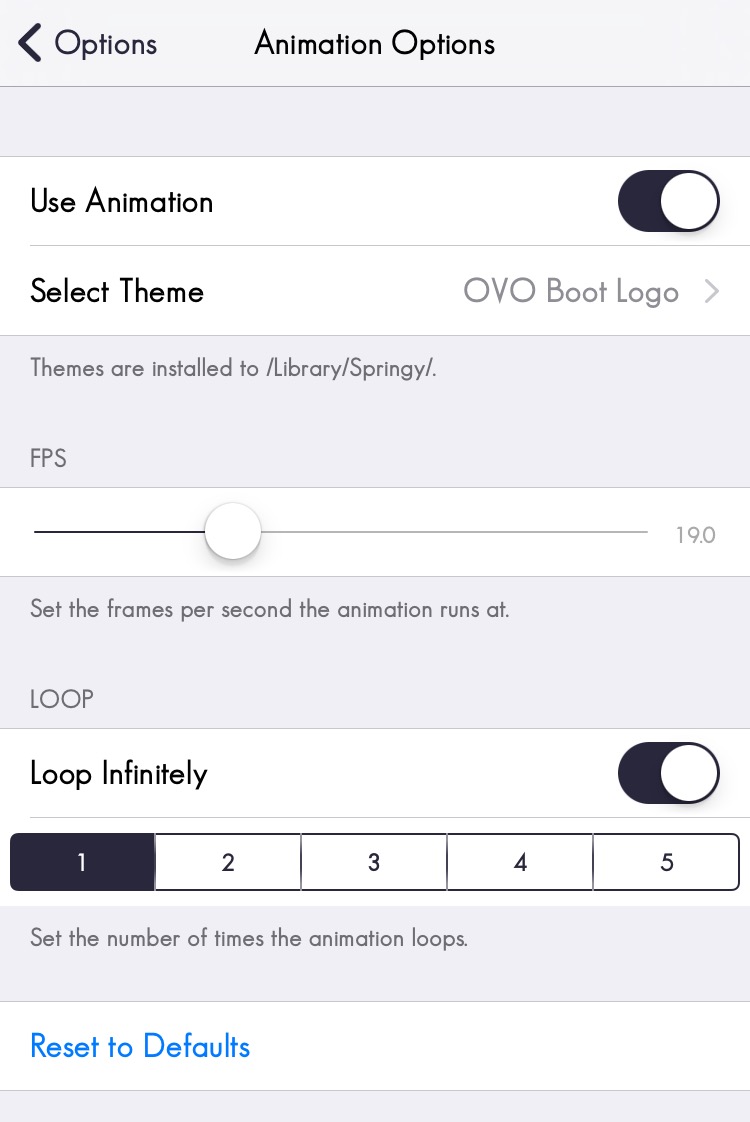 Options
Animation Options
Use Animation
Select Theme OVO Boot Logo
Themes are installed to /Library/Springy/.
FPS
19.0
Set the frames per second the animation runs at.
LOOP
Loop Infinitely
1 2 3 4 5
Set the number of times the animation loops.
Reset to Defaults